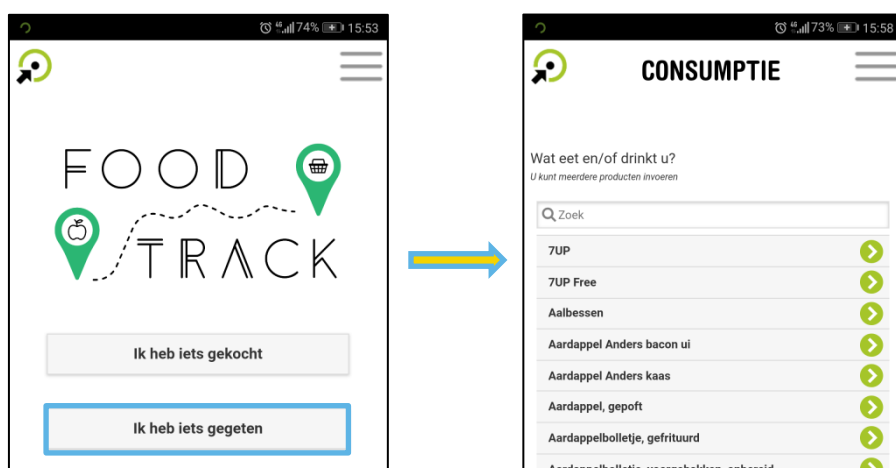 74% 15:53
FOOD
TRACK
Ik heb iets gekocht
Ik heb iets gegeten
73% 15:58
CONSUMPTIE
Wat eet en/of drinkt u?
U kunt meerdere producten invoeren
Zoek
7UP
7UP Free
Aalbessen
Aardappel Anders bacon ui
Aardappel Anders kaas
Aardappel, gepoft
Aardappelbolletje, gefrituurd